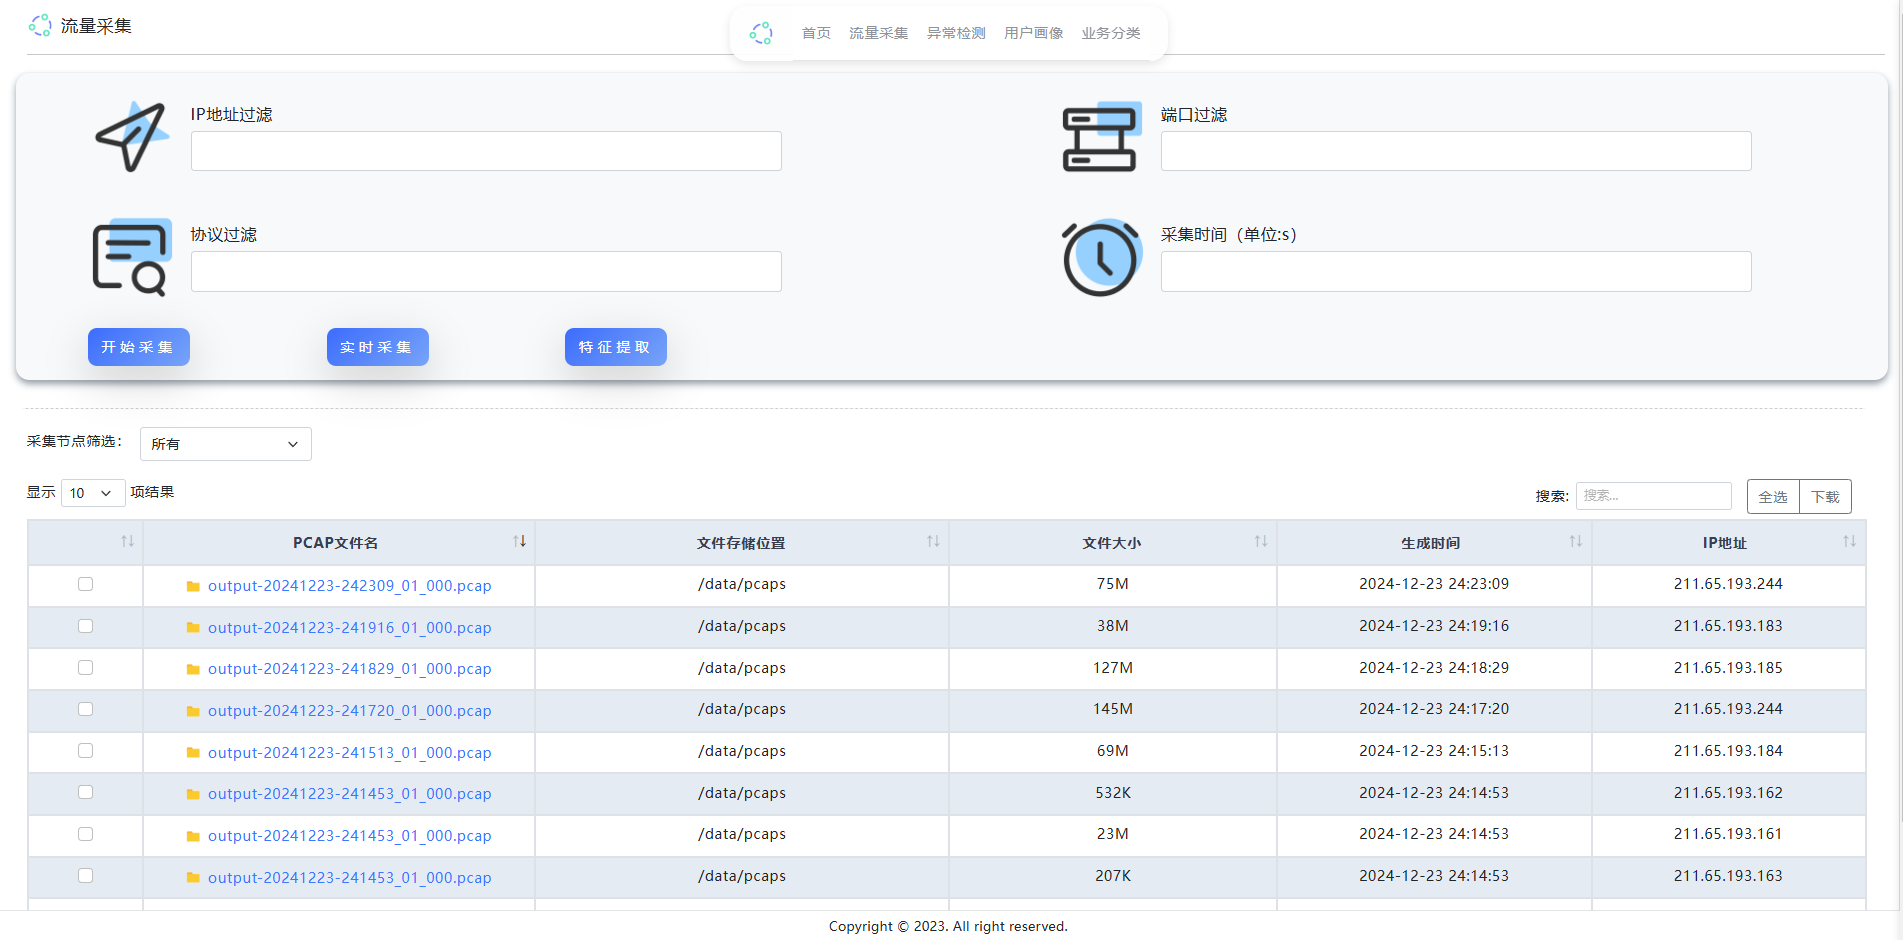 流量采集
首页 流量采集 异常检测 用户画像 业务分类
IP地址过滤
端口过滤
协议过滤
采集时间（单位:s）
开始采集 实时采集 特征提取
采集节点筛选： 所有
显示 10 项结果
搜索: 搜索... 全选 下载
PCAP文件名 文件存储位置 文件大小 生成时间 IP地址
output-20241223-242309_01_000.pcap /data/pcaps 75M 2024-12-23 24:23:09 211.65.193.244
output-20241223-241916_01_000.pcap /data/pcaps 38M 2024-12-23 24:19:16 211.65.193.183
output-20241223-241829_01_000.pcap /data/pcaps 127M 2024-12-23 24:18:29 211.65.193.185
output-20241223-241720_01_000.pcap /data/pcaps 145M 2024-12-23 24:17:20 211.65.193.244
output-20241223-241513_01_000.pcap /data/pcaps 69M 2024-12-23 24:15:13 211.65.193.184
output-20241223-241453_01_000.pcap /data/pcaps 532K 2024-12-23 24:14:53 211.65.193.162
output-20241223-241453_01_000.pcap /data/pcaps 23M 2024-12-23 24:14:53 211.65.193.161
output-20241223-241453_01_000.pcap /data/pcaps 207K 2024-12-23 24:14:53 211.65.193.163
Copyright © 2023. All right reserved.